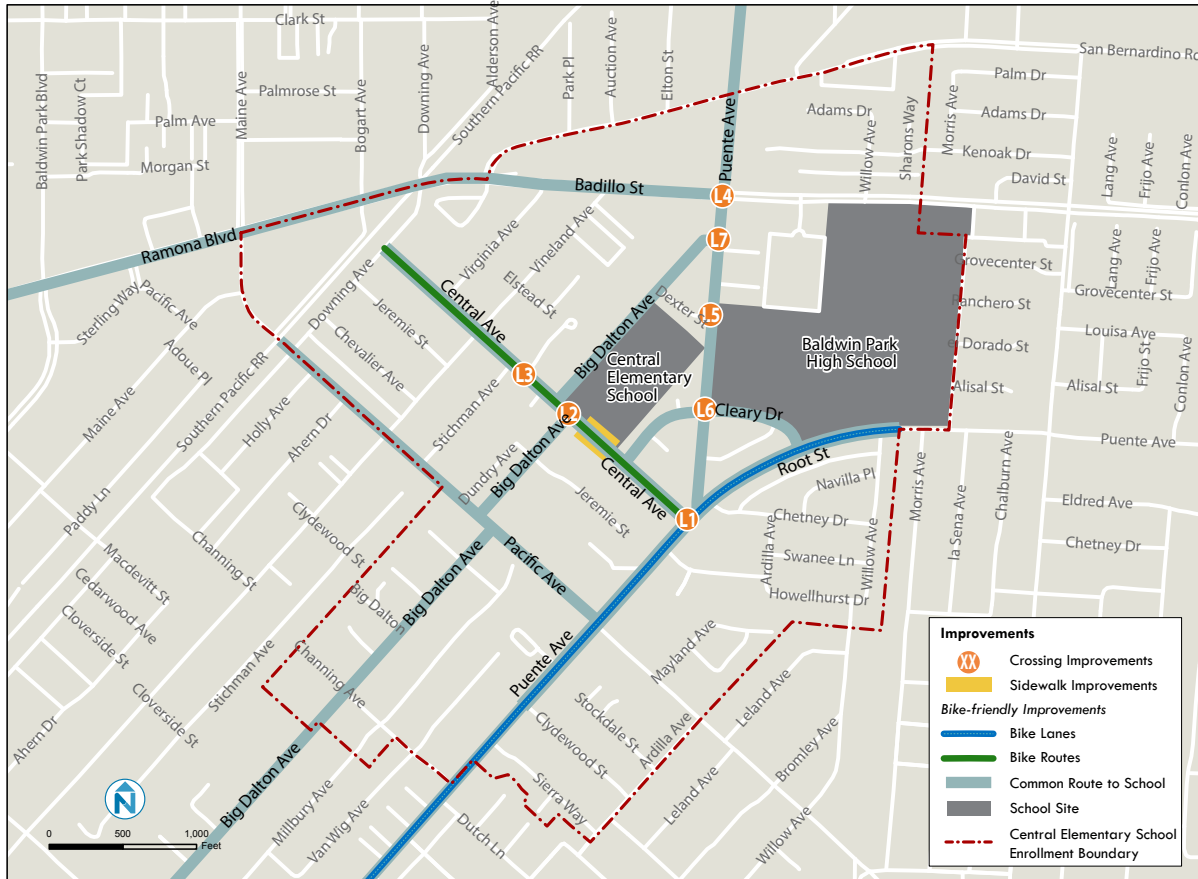 Clark St
San Bernardino Rd
Baldwin Park Blvd
Park Shadow Ct
Maine Ave
Palmrose St
Palm Ave
Morgan St
Bogart Ave
Downing Ave
Southern Pacific RR
Alderson Ave
Park Pl
Auction Ave
Elton St
Puente Ave
Adams Dr
Willow Ave
Sharons Way
Morris Ave
Palm Dr
Adams Dr
Kenoak Dr
David St
Lang Ave
Frijo Ave
Conlon Ave
Badillo St
L4
Ramona Blvd
L7
Virginia Ave
Vineland Ave
Elstead St
Central Ave
Downing Ave
Sterling Way
Pacific Ave
Adoue Pl
Jeremie St
Chevalier Ave
Big Dalton Ave
Dexter St
L5
Grovecenter St
Ranchero St
Lang Ave
Frijo Ave
Grovecenter St
Louisa Ave
Central
Elementary
School
Baldwin Park
High School
El Dorado St
Frijo St
Conlon Ave
Alisal St
Alisal St
Maine Ave
Southern Pacific RR
Holly Ave
Ahern Dr
Stichman Ave
L3
L2
L6
Cleary Dr
Root St
Puente Ave
Dundry Ave
Big Dalton Ave
Central Ave
Jeremie St
L1
Navilla Pl
Chetney Dr
Swanee Ln
Howellhurst Dr
Ardilla Ave
Willow Ave
Morris Ave
la Sena Ave
Chalburn Ave
Eldred Ave
Chetney Dr
Paddy Ln
Macdevitt St
Cedarwood Ave
Cloverside St
Channing St
Clydewood St
Big Dalton
Big Dalton Ave
Pacific Ave
Puente Ave
Mayland Ave
Leland Ave
Channing Ave
Stichman Ave
Cloverside St
Ahern Dr
Stockdale St
Clydewood St
Ardilla Ave
Bromley Ave
Sierra Way
Leland Ave
Willow Ave
Big Dalton Ave
Millbury Ave
Van Wig Ave
Dutch Ln
N
0 500 1,000
Feet
Improvements
XX Crossing Improvements
Sidewalk Improvements
Bike-friendly Improvements
Bike Lanes
Bike Routes
Common Route to School
School Site
Central Elementary School
Enrollment Boundary